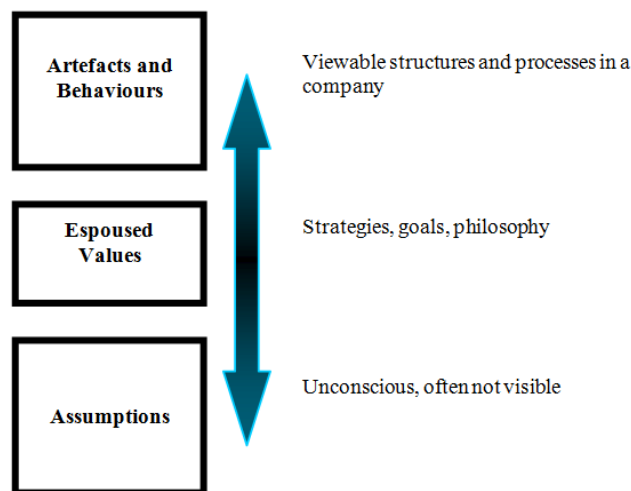 Artefacts and
Behaviours
Viewable structures and processes in a
company
Espoused
Values
Strategies, goals, philosophy
Assumptions
Unconscious, often not visible